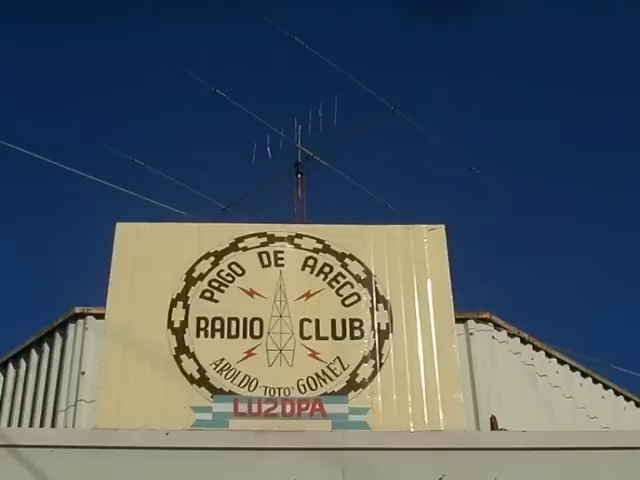 PAGO DE ARECO
RADIO CLUB
AROLDO "TOTO" GOMEZ
LU2DPA